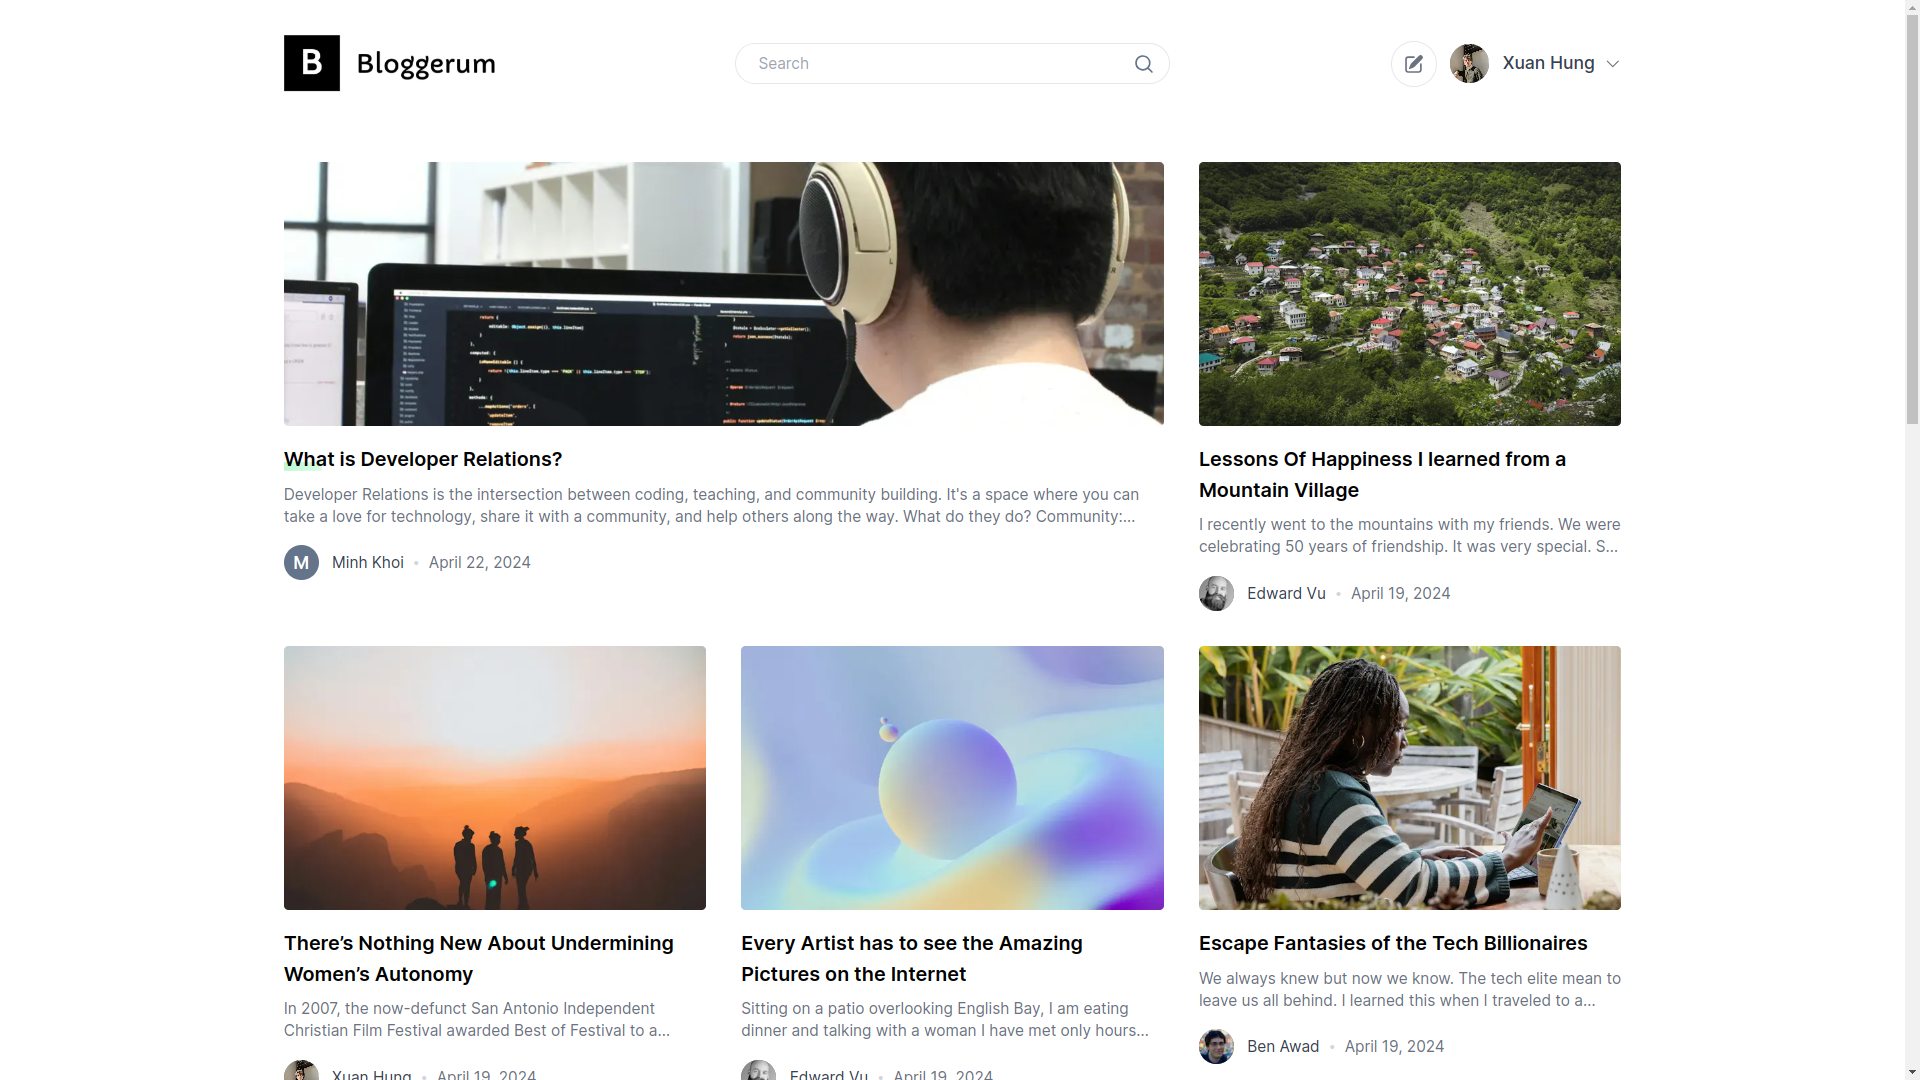 B Bloggerum
Search
Xuan Hung
What is Developer Relations?
Developer Relations is the intersection between coding, teaching, and community building. It's a space where you can
take a love for technology, share it with a community, and help others along the way. What do they do? Community:...
M Minh Khoi • April 22, 2024
Lessons Of Happiness I learned from a
Mountain Village
I recently went to the mountains with my friends. We were
celebrating 50 years of friendship. It was very special. S...
Edward Vu • April 19, 2024
There’s Nothing New About Undermining
Women’s Autonomy
In 2007, the now-defunct San Antonio Independent
Christian Film Festival awarded Best of Festival to a...
Xuan Hung • April 19, 2024
Every Artist has to see the Amazing
Pictures on the Internet
Sitting on a patio overlooking English Bay, I am eating
dinner and talking with a woman I have met only hours...
Edward Vu • April 19, 2024
Escape Fantasies of the Tech Billionaires
We always knew but now we know. The tech elite mean to
leave us all behind. I learned this when I traveled to a...
Ben Awad • April 19, 2024